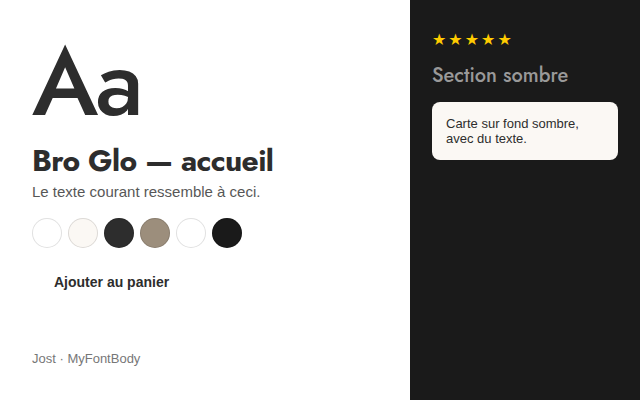 Aa
Bro Glo — accueil
Le texte courant ressemble à ceci.
Ajouter au panier
Jost · MyFontBody
★★★★★
Section sombre
Carte sur fond sombre,
avec du texte.